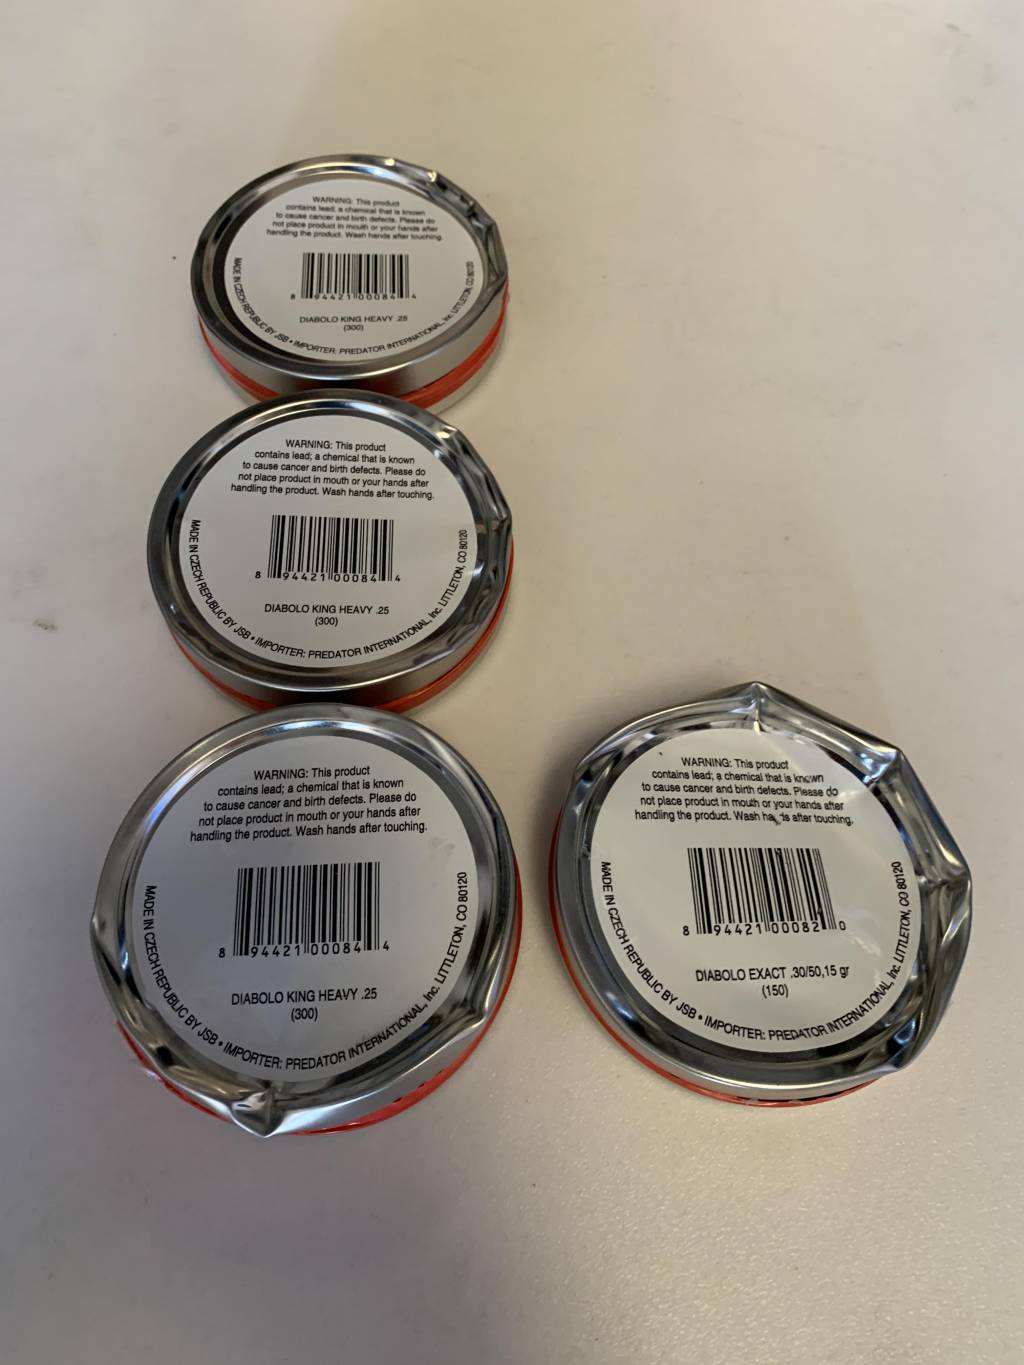 WARNING: This product
contains lead; a chemical that is known
to cause cancer and birth defects. Please do
not place product in mouth or your hands after
handling the product. Wash hands after touching.
8 94421 00084 4
DIABOLO KING HEAVY .25
(300)
MADE IN CZECH REPUBLIC BY JSB • IMPORTER: PREDATOR INTERNATIONAL, Inc. LITTLETON, CO 80120
WARNING: This product
contains lead; a chemical that is known
to cause cancer and birth defects. Please do
not place product in mouth or your hands after
handling the product. Wash hands after touching.
8 94421 00084 4
DIABOLO KING HEAVY .25
(300)
MADE IN CZECH REPUBLIC BY JSB • IMPORTER: PREDATOR INTERNATIONAL, Inc. LITTLETON, CO 80120
WARNING: This product
contains lead; a chemical that is known
to cause cancer and birth defects. Please do
not place product in mouth or your hands after
handling the product. Wash hands after touching.
8 94421 00084 4
DIABOLO KING HEAVY .25
(300)
MADE IN CZECH REPUBLIC BY JSB • IMPORTER: PREDATOR INTERNATIONAL, Inc. LITTLETON, CO 80120
WARNING: This product
contains lead; a chemical that is known
to cause cancer and birth defects. Please do
not place product in mouth or your hands after
handling the product. Wash hands after touching.
8 94421 00082 0
DIABOLO EXACT .30/50,15 gr
(150)
MADE IN CZECH REPUBLIC BY JSB • IMPORTER: PREDATOR INTERNATIONAL, Inc. LITTLETON, CO 80120